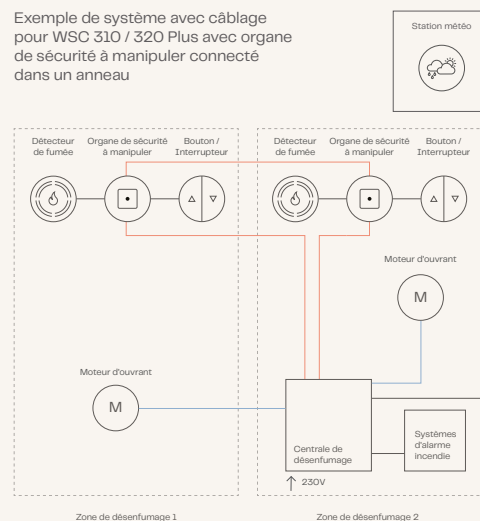 Exemple de système avec câblage
pour WSC 310 / 320 Plus avec organe
de sécurité à manipuler connecté
dans un anneau
Station météo
Détecteur
de fumée
Organe de sécurité
à manipuler
Bouton /
Interrupteur
Détecteur
de fumée
Organe de sécurité
à manipuler
Bouton /
Interrupteur
Moteur d'ouvrant
M
Moteur d'ouvrant
M
Centrale de
désenfumage
Systèmes
d'alarme
incendie
230V
Zone de désenfumage 1
Zone de désenfumage 2